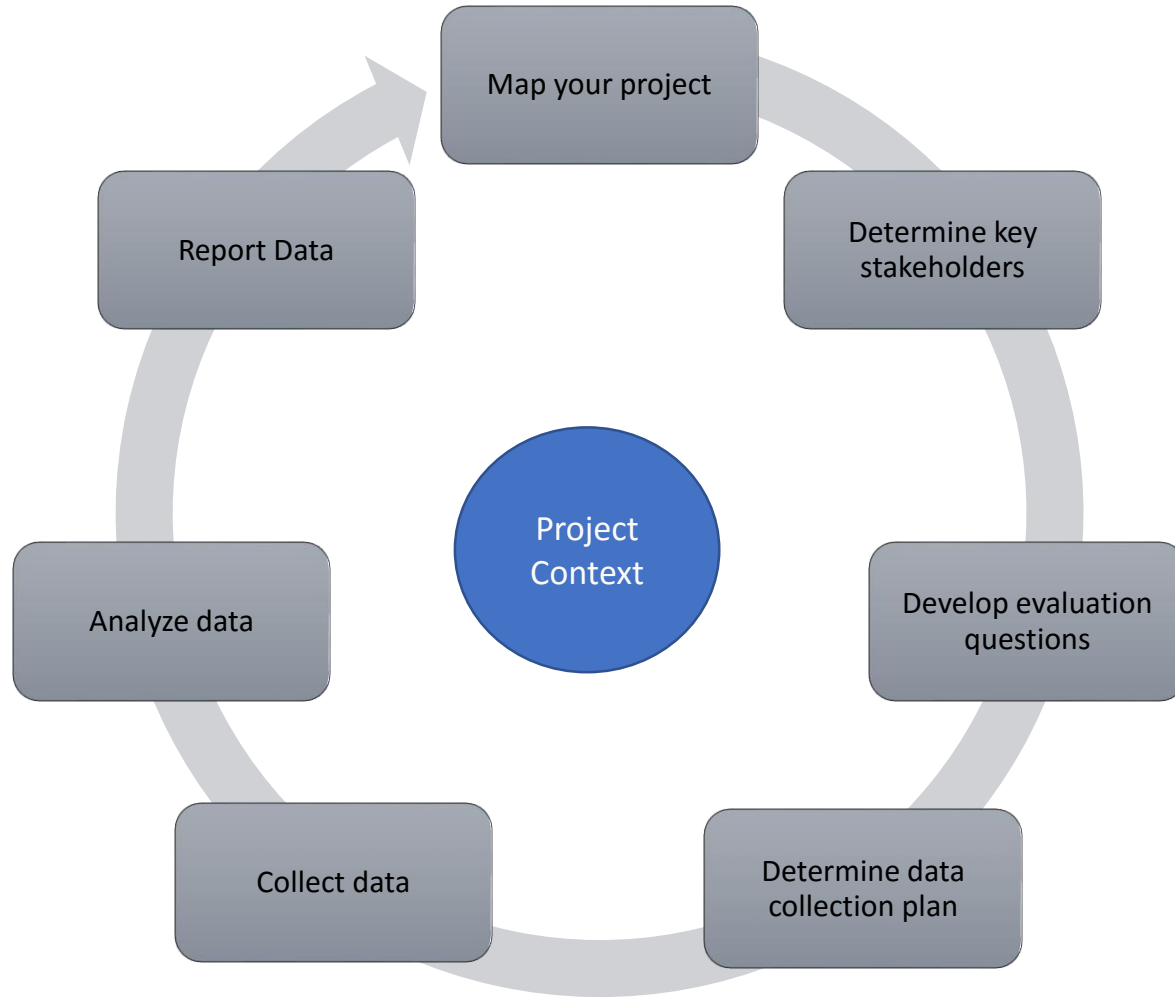 Map your project
Determine key
stakeholders
Develop evaluation
questions
Determine data
collection plan
Collect data
Analyze data
Report Data
Project
Context